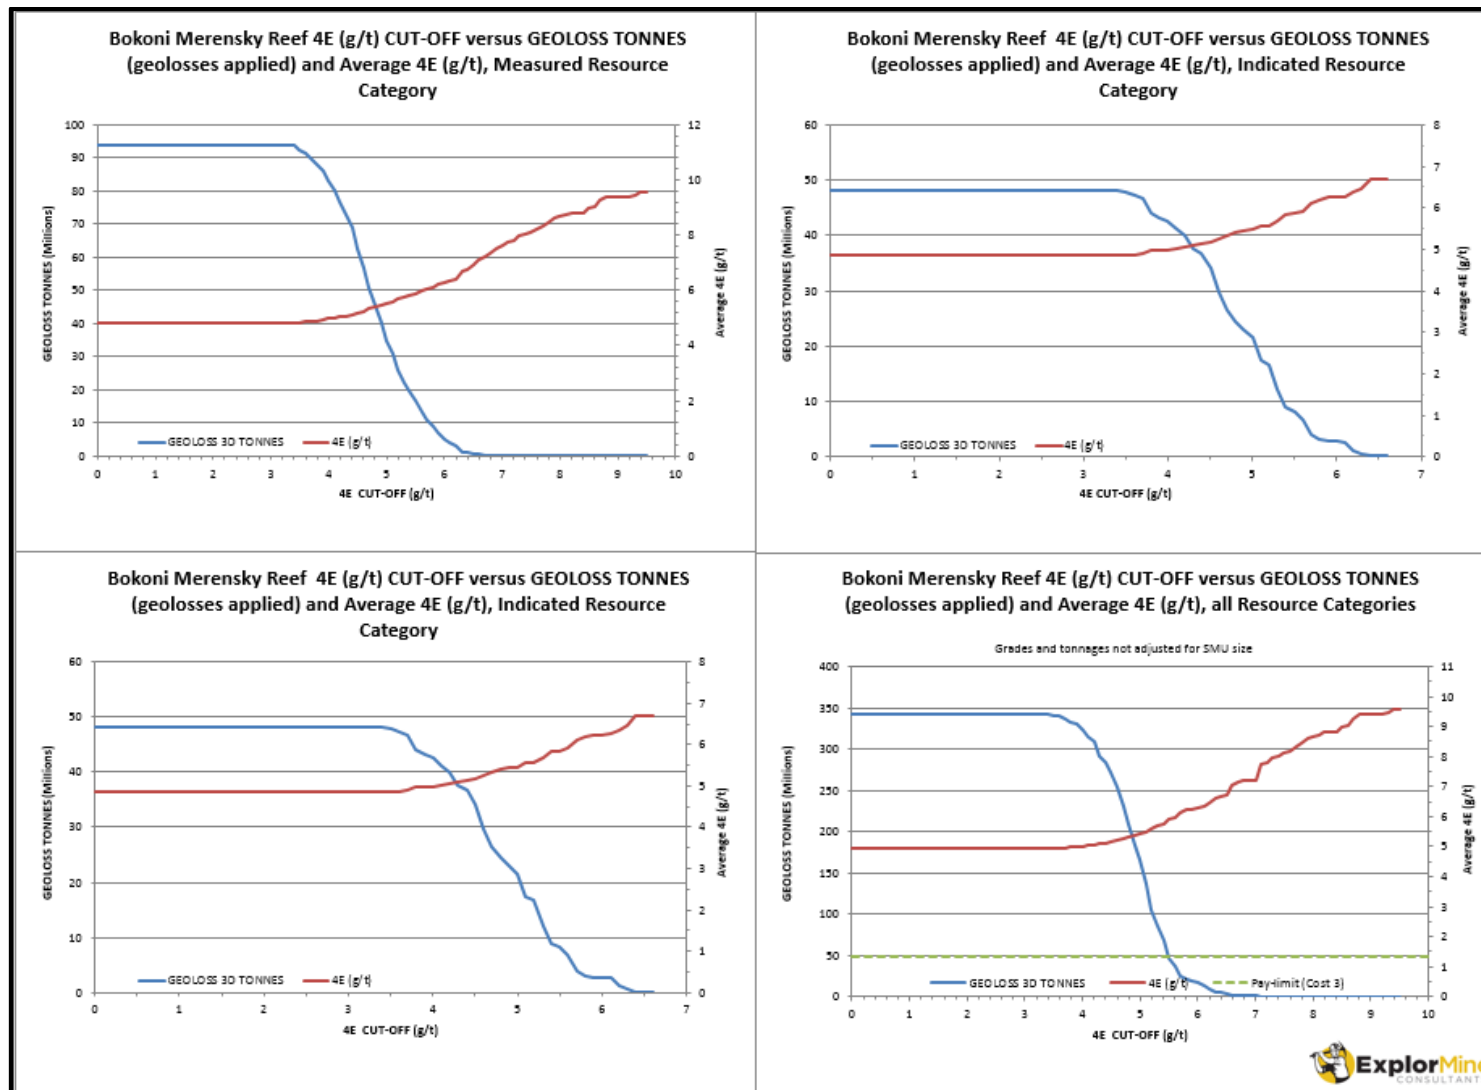 Bokoni Merensky Reef 4E (g/t) CUT-OFF versus GEOLOSS TONNES
(geolosses applied) and Average 4E (g/t), Measured Resource
Category
100
90
80
70
60
50
40
30
20
10
0
GEOLOSS TONNES (Millions)
12
10
8
6
4
2
0
Average 4E (g/t)
GEOLOSS 3D TONNES
4E (g/t)
0 1 2 3 4 5 6 7 8 9 10
4E CUT-OFF (g/t)
Bokoni Merensky Reef 4E (g/t) CUT-OFF versus GEOLOSS TONNES
(geolosses applied) and Average 4E (g/t), Indicated Resource
Category
60
50
40
30
20
10
0
GEOLOSS TONNES (Millions)
8
7
6
5
4
3
2
1
0
Average 4E (g/t)
GEOLOSS 3D TONNES
4E (g/t)
0 1 2 3 4 5 6 7
4E CUT-OFF (g/t)
Bokoni Merensky Reef 4E (g/t) CUT-OFF versus GEOLOSS TONNES
(geolosses applied) and Average 4E (g/t), Indicated Resource
Category
60
50
40
30
20
10
0
GEOLOSS TONNES (Millions)
8
7
6
5
4
3
2
1
0
Average 4E (g/t)
GEOLOSS 3D TONNES
4E (g/t)
0 1 2 3 4 5 6 7
4E CUT-OFF (g/t)
Bokoni Merensky Reef 4E (g/t) CUT-OFF versus GEOLOSS TONNES
(geolosses applied) and Average 4E (g/t), all Resource Categories
Grades and tonnages not adjusted for SMU size
400
350
300
250
200
150
100
50
0
GEOLOSS TONNES (Millions)
11
10
9
8
7
6
5
4
3
2
1
0
Average 4E (g/t)
GEOLOSS 3D TONNES
4E (g/t)
Pay-limit (Cost 3)
0 1 2 3 4 5 6 7 8 9 10
4E CUT-OFF (g/t)
ExplorMine
CONSULTANT